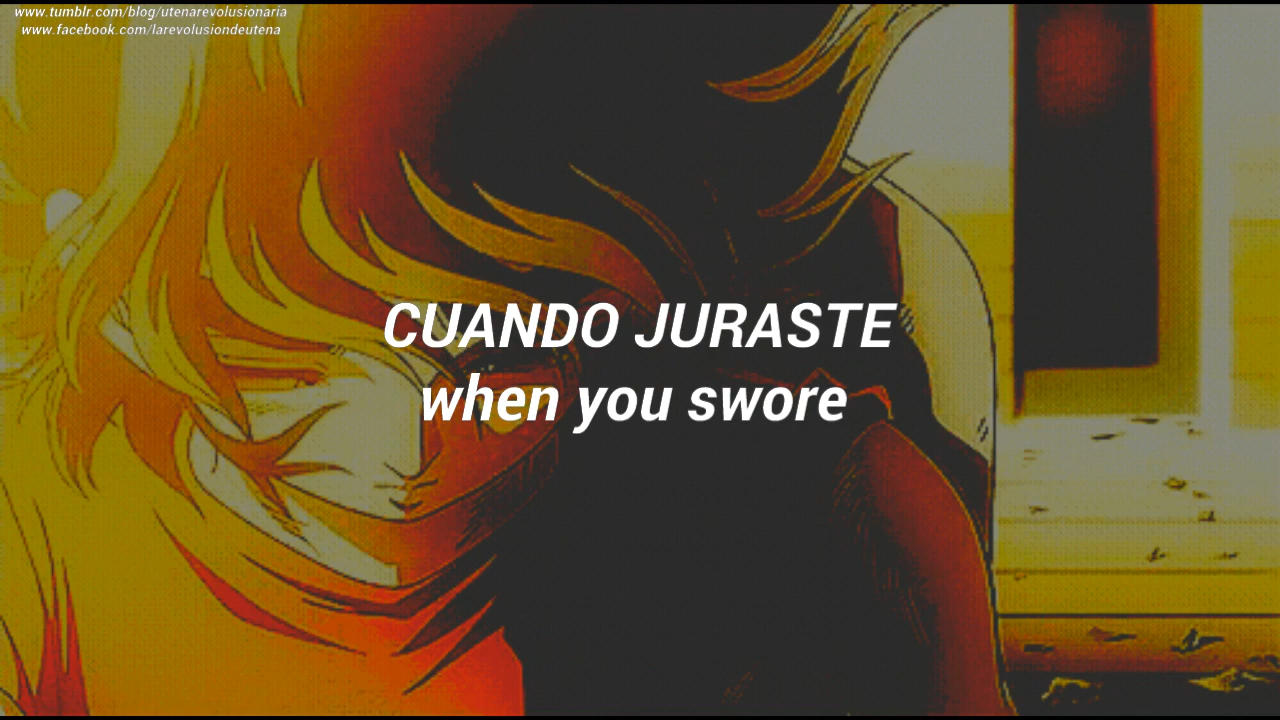 www.tumblr.com/blog/utenarevolusionaria
www.facebook.com/larevolusiondeutena
CUANDO JURASTE
when you swore